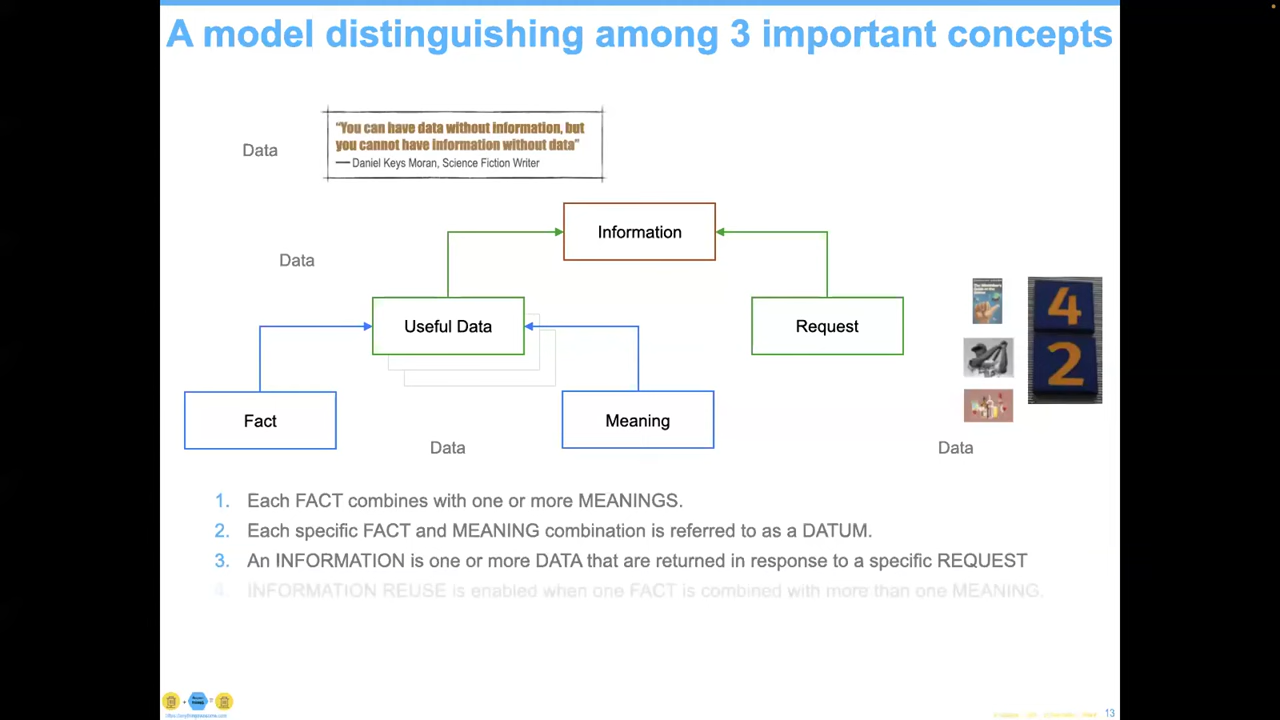 A model distinguishing among 3 important concepts
Data
"You can have data without information, but
you cannot have information without data"
— Daniel Keys Moran, Science Fiction Writer
Information
Data
Useful Data
Request
4
2
Fact
Meaning
Data
Data
1. Each FACT combines with one or more MEANINGS.
2. Each specific FACT and MEANING combination is referred to as a DATUM.
3. An INFORMATION is one or more DATA that are returned in response to a specific REQUEST
4. INFORMATION REUSE is enabled when one FACT is combined with more than one MEANING.
13